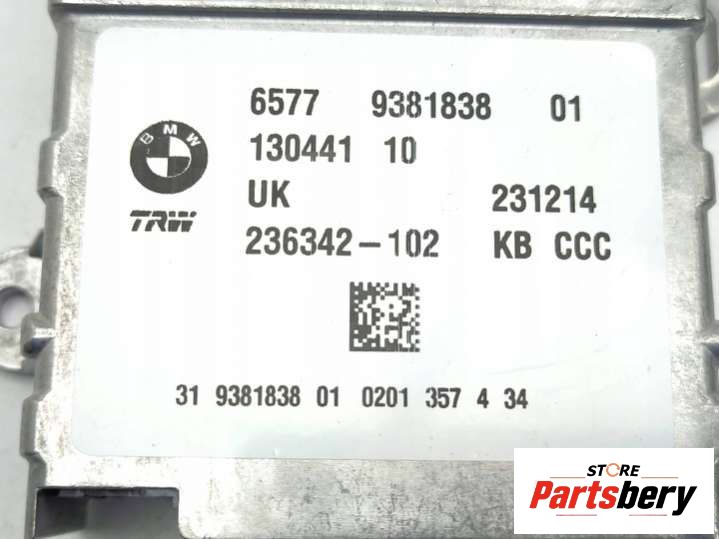 6577 9381838 01
BMW
130441 10
UK 231214
TRW
236342-102 KB CCC
31 9381838 01 0201 357 4 34
STORE
Partsbery